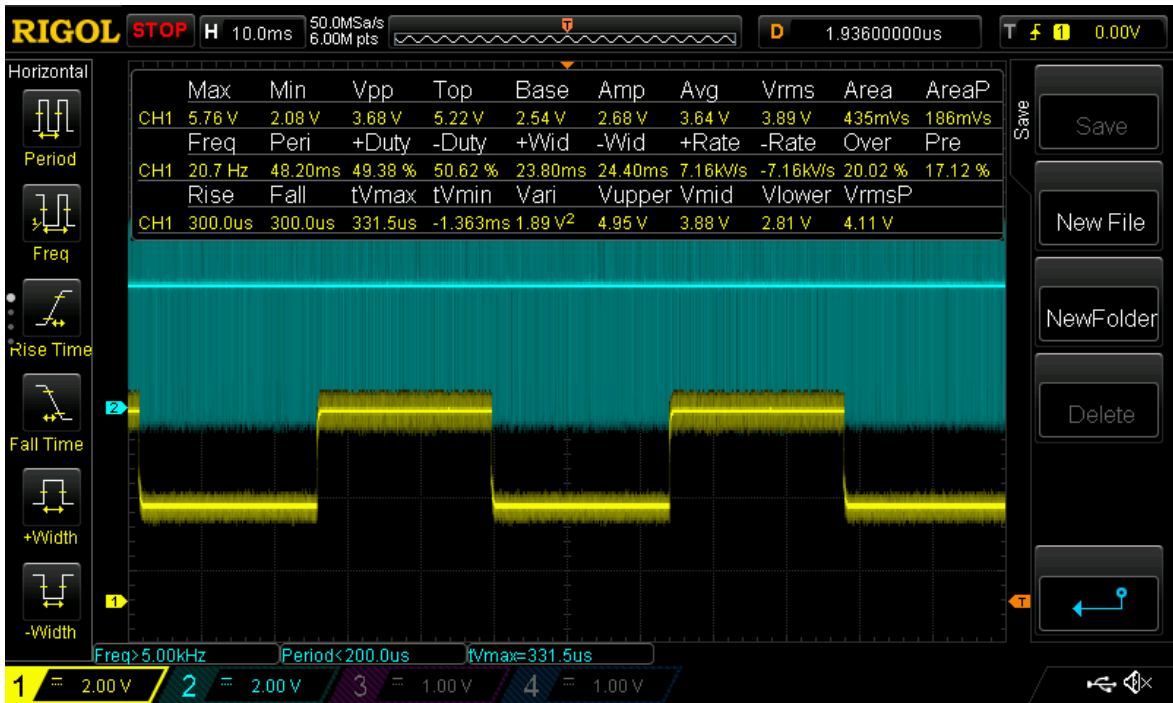 RIGOL STOP H 10.0ms 50.0MSa/s 6.00M pts D 1.93600000us T 1 0.00V
Horizontal
Period
Freq
Rise Time
Fall Time
+Width
-Width
Max Min Vpp Top Base Amp Avg Vrms Area AreaP
CH1 5.76 V 2.08 V 3.68 V 5.22 V 2.54 V 2.68 V 3.64 V 3.89 V 435mVs 186mVs
Freq Peri +Duty -Duty +Wid -Wid +Rate -Rate Over Pre
CH1 20.7 Hz 48.20ms 49.38 % 50.62 % 23.80ms 24.40ms 7.16kV/s -7.16kV/s 20.02 % 17.12 %
Rise Fall tVmax tVmin Vari Vupper Vmid Vlower VrmsP
CH1 300.0us 300.0us 331.5us -1.363ms 1.89 V² 4.95 V 3.88 V 2.81 V 4.11 V
T
2
1
T
Save
Save
New File
NewFolder
Delete
Freq>5.00kHz Period<200.0us tVmax=331.5us
1 = 2.00 V 2 = 2.00 V 3 = 1.00 V 4 = 1.00 V